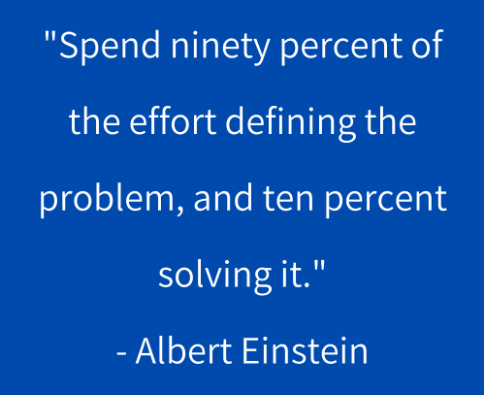 "Spend ninety percent of
the effort defining the
problem, and ten percent
solving it."
- Albert Einstein